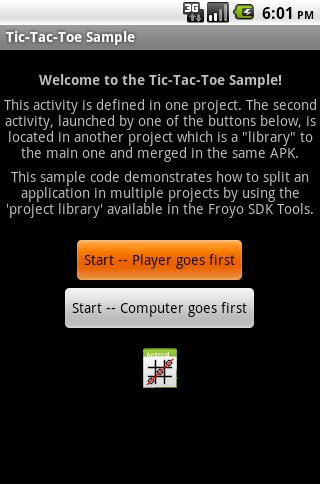 3G 6:01 PM
Tic-Tac-Toe Sample
Welcome to the Tic-Tac-Toe Sample!
This activity is defined in one project. The second
activity, launched by one of the buttons below, is
located in another project which is a "library" to
the main one and merged in the same APK.
This sample code demonstrates how to split an
application in multiple projects by using the
'project library' available in the Froyo SDK Tools.
Start -- Player goes first
Start -- Computer goes first
Android